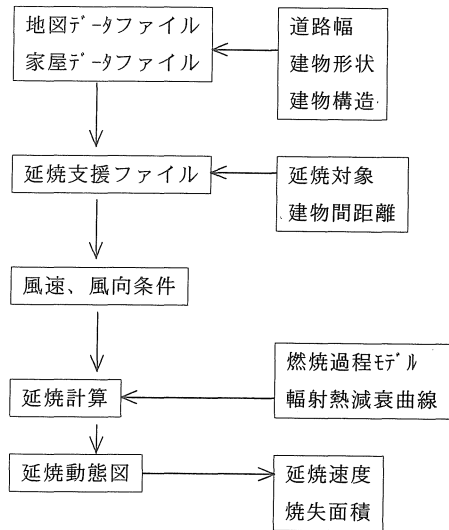 地図ﾃﾞｰﾀファイル
家屋ﾃﾞｰﾀファイル
道路幅
建物形状
建物構造
延焼支援ファイル
延焼対象
建物間距離
風速、風向条件
燃焼過程ﾓﾃﾞﾙ
輻射熱減衰曲線
延焼計算
延焼動態図
延焼速度
焼失面積